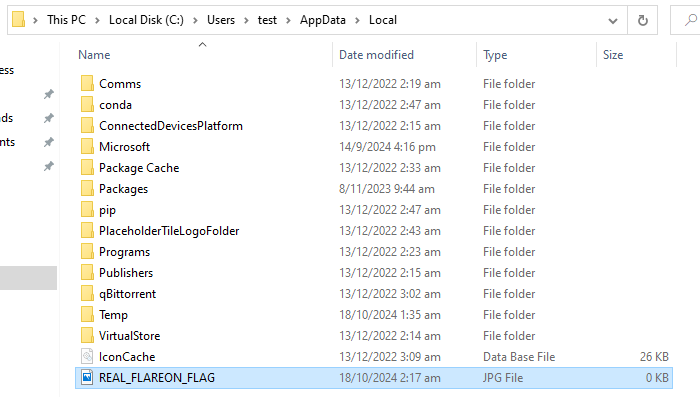 This PC > Local Disk (C:) > Users > test > AppData > Local
Name Date modified Type Size
ess
ds
nts
Comms 13/12/2022 2:19 am File folder
conda 13/12/2022 2:47 am File folder
ConnectedDevicesPlatform 13/12/2022 2:15 am File folder
Microsoft 14/9/2024 4:16 pm File folder
Package Cache 13/12/2022 2:33 am File folder
Packages 8/11/2023 9:44 am File folder
pip 13/12/2022 2:47 am File folder
PlaceholderTileLogoFolder 13/12/2022 2:43 am File folder
Programs 13/12/2022 2:23 am File folder
Publishers 13/12/2022 2:15 am File folder
qBittorrent 13/12/2022 3:02 am File folder
Temp 18/10/2024 1:35 am File folder
VirtualStore 13/12/2022 2:14 am File folder
IconCache 13/12/2022 3:09 am Data Base File 26 KB
REAL_FLAREON_FLAG 18/10/2024 2:17 am JPG File 0 KB